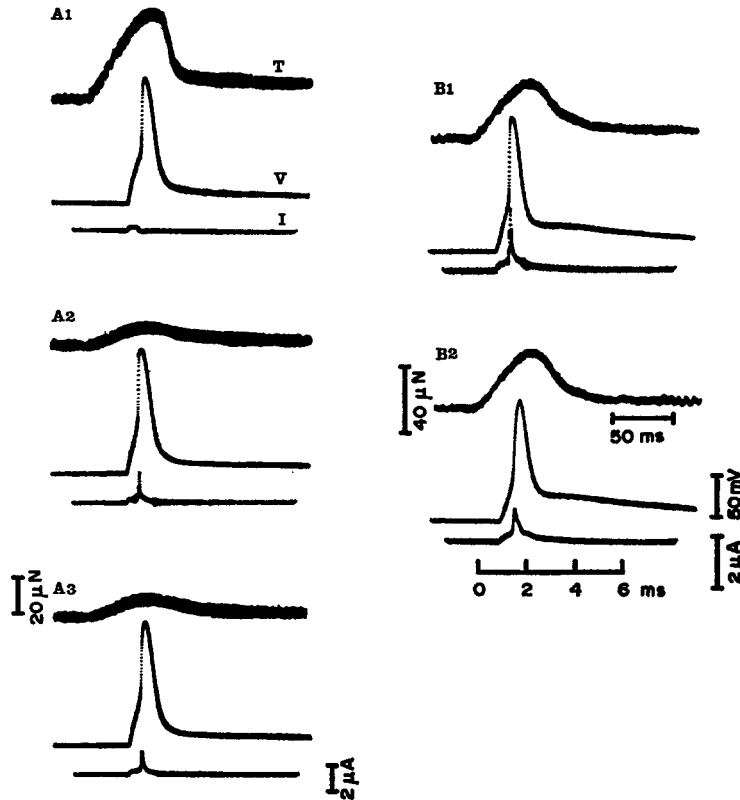 A1
T
V
I
A2
A3
20 μN
2 μA
B1
B2
40 μN
50 ms
50 mV
2 μA
0 2 4 6 ms